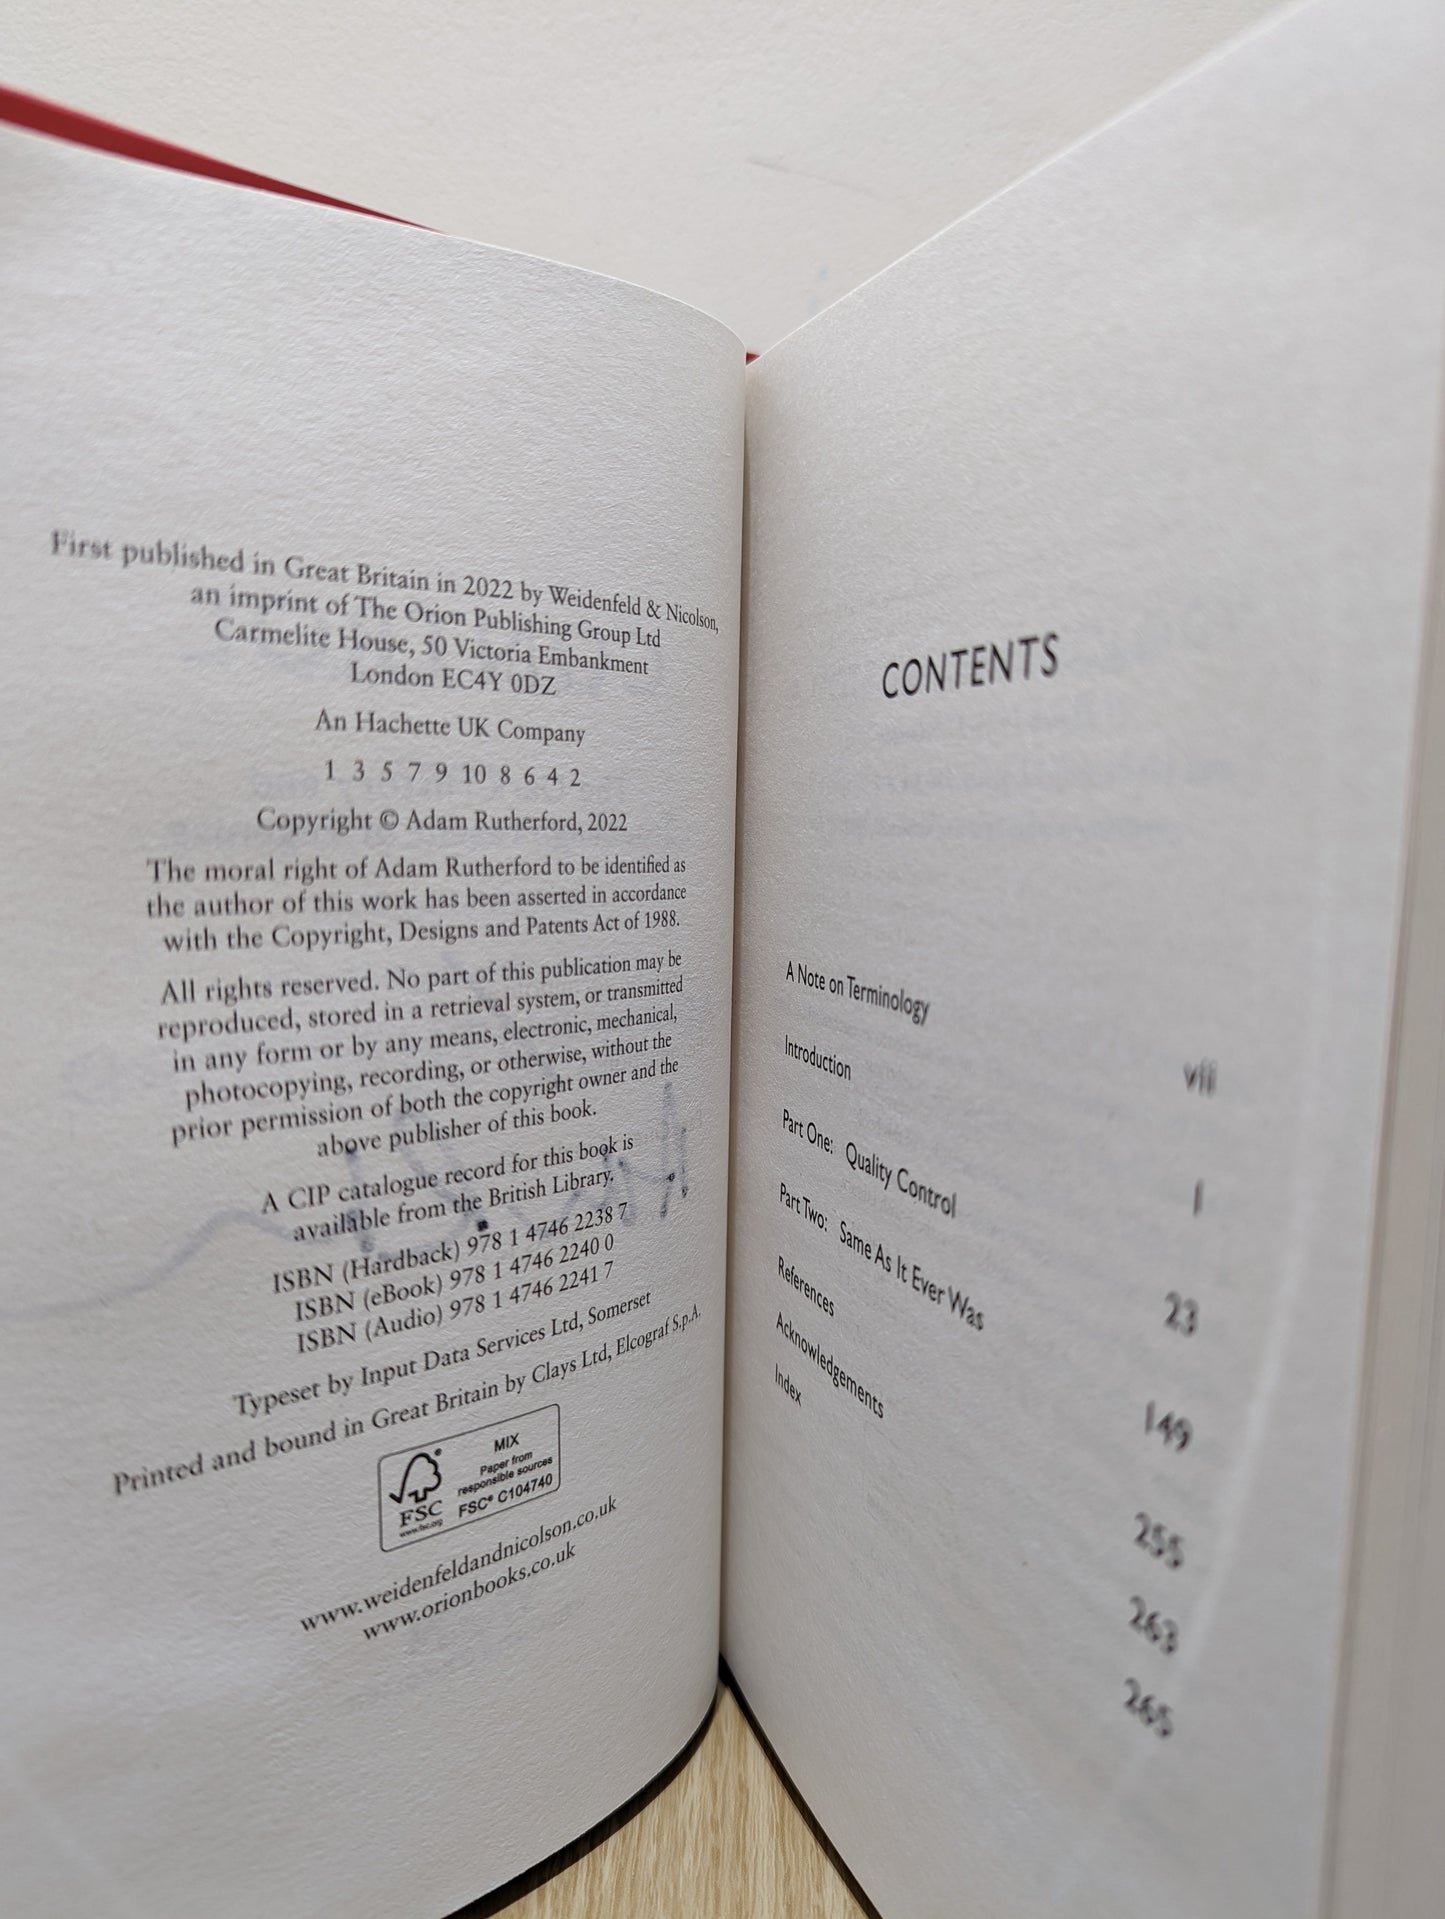 First published in Great Britain in 2022 by Weidenfeld & Nicolson,
an imprint of The Orion Publishing Group Ltd
Carmelite House, 50 Victoria Embankment
London EC4Y 0DZ
An Hachette UK Company
1 3 5 7 9 10 8 6 4 2
Copyright © Adam Rutherford, 2022
The moral right of Adam Rutherford to be identified as
the author of this work has been asserted in accordance
with the Copyright, Designs and Patents Act of 1988.
All rights reserved. No part of this publication may be
reproduced, stored in a retrieval system, or transmitted
in any form or by any means, electronic, mechanical,
photocopying, recording, or otherwise, without the
prior permission of both the copyright owner and the
above publisher of this book.
A CIP catalogue record for this book is
available from the British Library.
ISBN (Hardback) 978 1 4746 2238 7
ISBN (eBook) 978 1 4746 2240 0
ISBN (Audio) 978 1 4746 2241 7
Typeset by Input Data Services Ltd, Somerset
Printed and bound in Great Britain by Clays Ltd, Elcograf S.p.A.
FSC
www.fsc.org
MIX
Paper from
responsible sources
FSC® C104740
www.weidenfeldandnicolson.co.uk
www.orionbooks.co.uk
CONTENTS
A Note on Terminology vii
Introduction 1
Part One: Quality Control 23
Part Two: Same As It Ever Was 149
References 255
Acknowledgements 263
Index 265